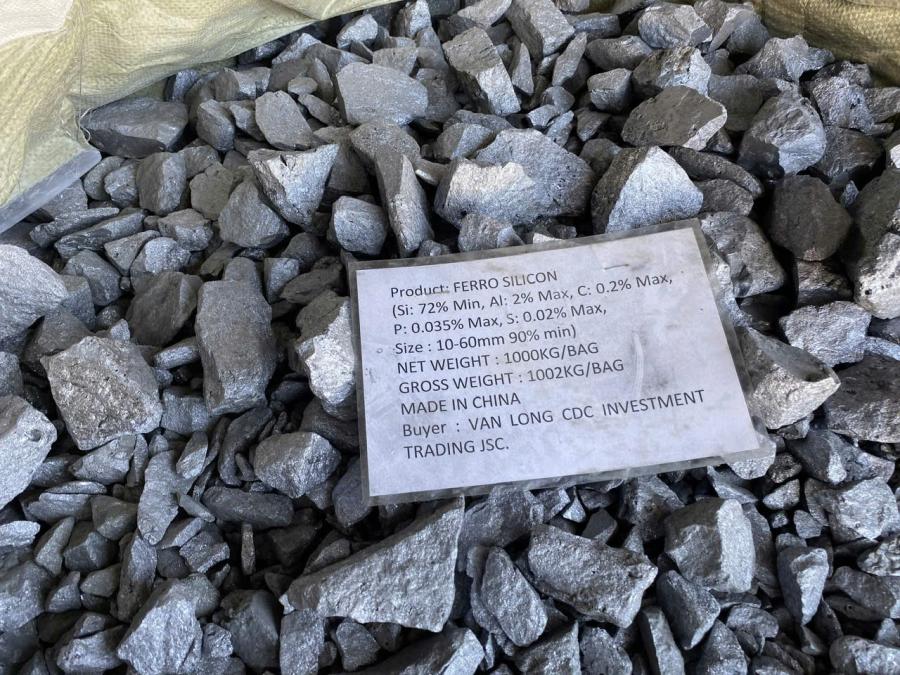 Product: FERRO SILICON
(Si: 72% Min, Al: 2% Max, C: 0.2% Max,
P: 0.035% Max, S: 0.02% Max,
Size : 10-60mm 90% min)
NET WEIGHT : 1000KG/BAG
GROSS WEIGHT : 1002KG/BAG
MADE IN CHINA
Buyer : VAN LONG CDC INVESTMENT
TRADING JSC.